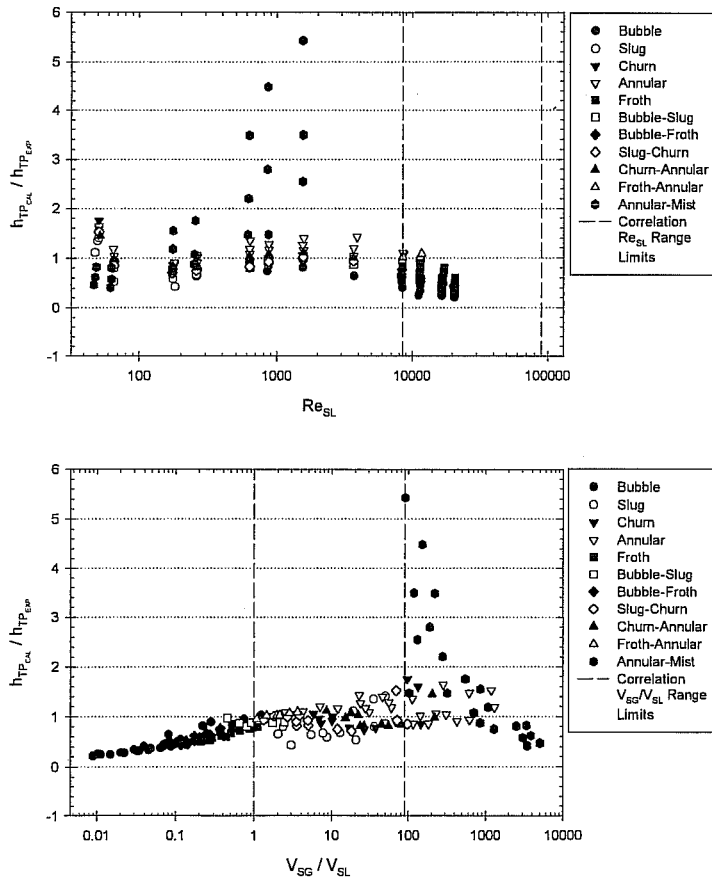 6
5
4
3
2
1
0
-1
h_TP_CAL / h_TP_EXP
100
1000
10000
100000
Re_SL
Bubble
Slug
Churn
Annular
Froth
Bubble-Slug
Bubble-Froth
Slug-Churn
Churn-Annular
Froth-Annular
Annular-Mist
Correlation
Re_SL Range
Limits
6
5
4
3
2
1
0
-1
h_TP_CAL / h_TP_EXP
0.01
0.1
1
10
100
1000
10000
V_SG / V_SL
Bubble
Slug
Churn
Annular
Froth
Bubble-Slug
Bubble-Froth
Slug-Churn
Churn-Annular
Froth-Annular
Annular-Mist
Correlation
V_SG/V_SL Range
Limits